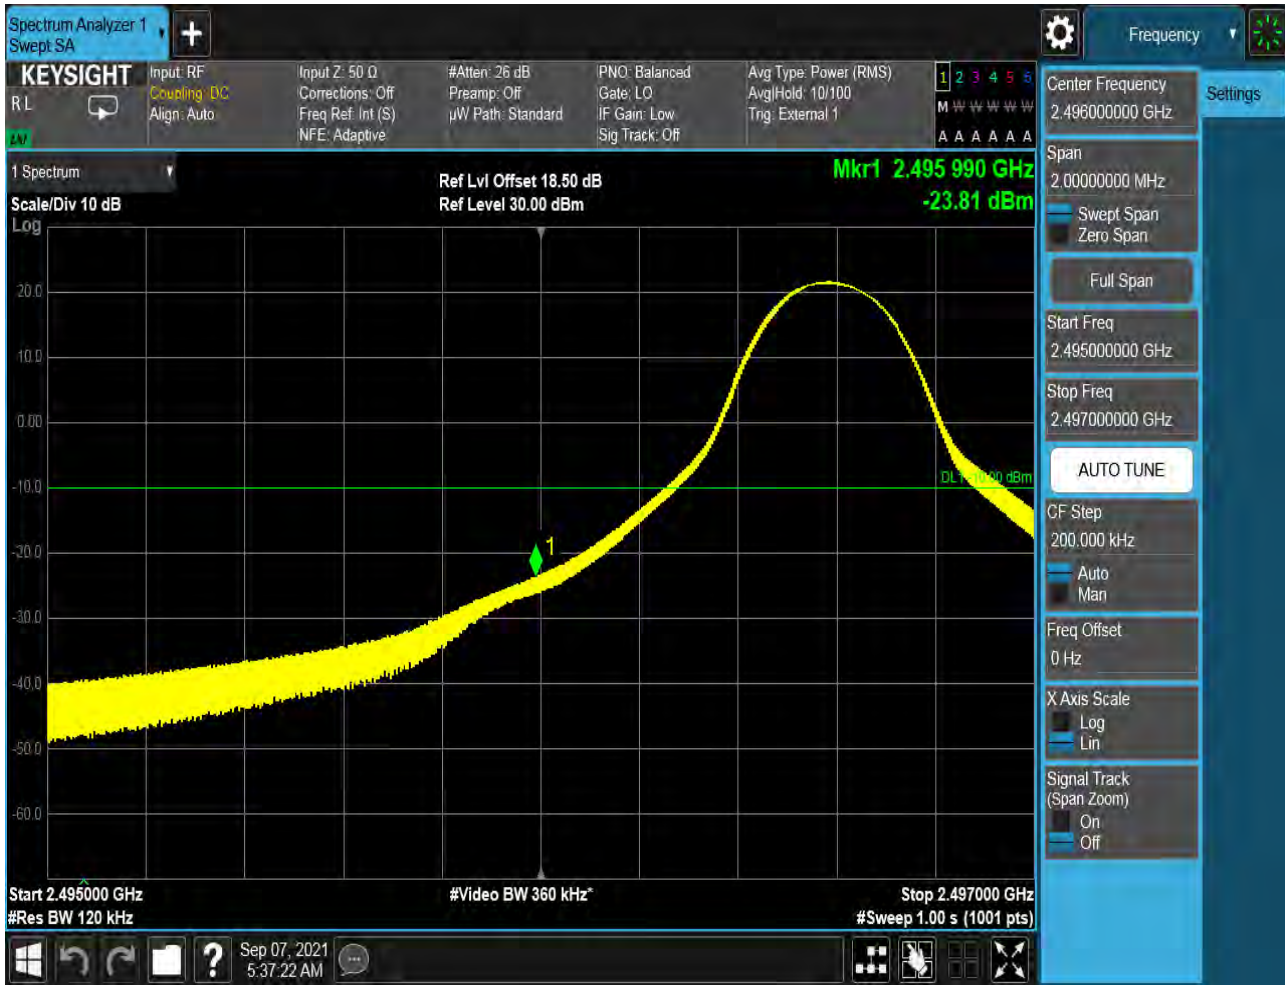 Spectrum Analyzer 1
Swept SA
Frequency
KEYSIGHT
R L
Input: RF
Coupling: DC
Align: Auto
Input Z: 50 Ω
Corrections: Off
Freq Ref: Int (S)
NFE: Adaptive
#Atten: 26 dB
Preamp: Off
µW Path: Standard
PNO: Balanced
Gate: LO
IF Gain: Low
Sig Track: Off
Avg Type: Power (RMS)
Avg|Hold: 10/100
Trig: External 1
1 2 3 4 5 6
M W W W W W
A A A A A A
1 Spectrum
Scale/Div 10 dB
Log
Ref Lvl Offset 18.50 dB
Ref Level 30.00 dBm
Mkr1 2.495 990 GHz
-23.81 dBm
20.0
10.0
0.00
-10.0
-20.0
-30.0
-40.0
-50.0
-60.0
DL1 -10.00 dBm
1
Start 2.495000 GHz
#Res BW 120 kHz
#Video BW 360 kHz*
Stop 2.497000 GHz
#Sweep 1.00 s (1001 pts)
Center Frequency
2.496000000 GHz
Settings
Span
2.00000000 MHz
Swept Span
Zero Span
Full Span
Start Freq
2.495000000 GHz
Stop Freq
2.497000000 GHz
AUTO TUNE
CF Step
200.000 kHz
Auto
Man
Freq Offset
0 Hz
X Axis Scale
Log
Lin
Signal Track
(Span Zoom)
On
Off
?
Sep 07, 2021
5:37:22 AM